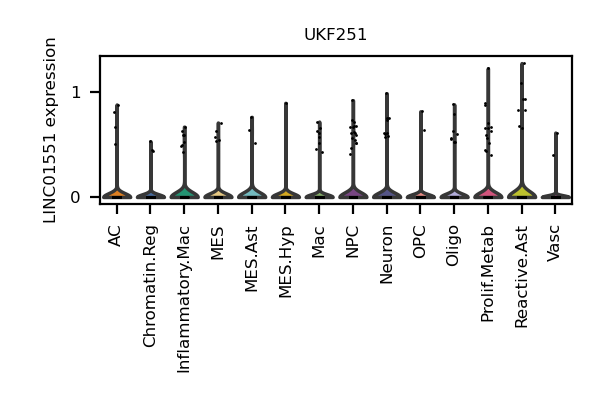 UKF251
LINC01551 expression
1
0
AC
Chromatin.Reg
Inflammatory.Mac
MES
MES.Ast
MES.Hyp
Mac
NPC
Neuron
OPC
Oligo
Prolif.Metab
Reactive.Ast
Vasc